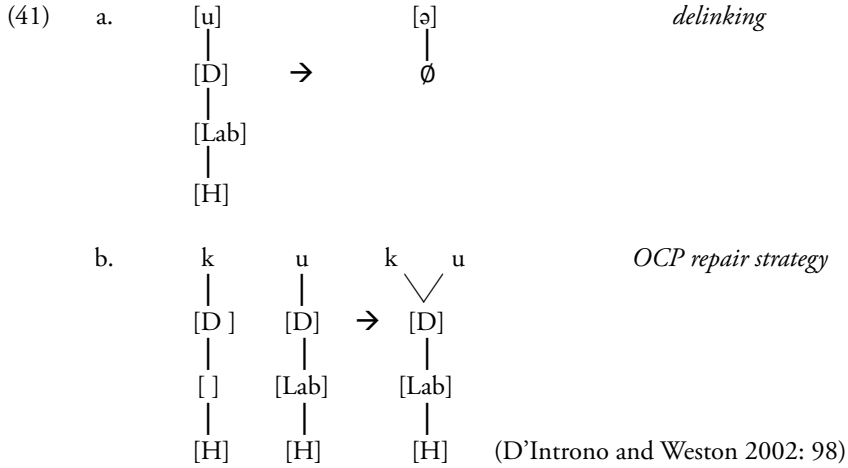 (41) a. [u] [ə] delinking
[D] → Ø
[Lab]
[H]
b. k u k u OCP repair strategy
[D ] [D] → [D]
[ ] [Lab] [Lab]
[H] [H] [H] (D’Introno and Weston 2002: 98)